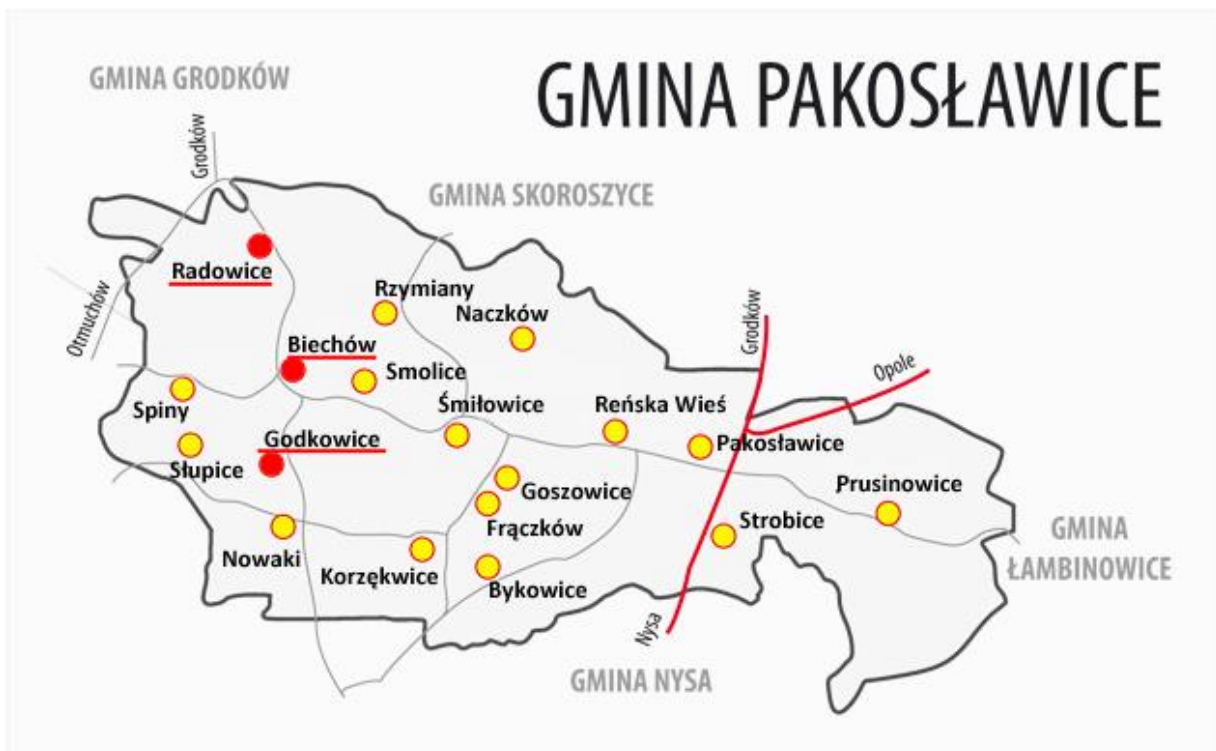 GMINA GRODKÓW
GMINA PAKOSŁAWICE
Grodków
GMINA SKOROSZYCE
Radowice
Otmuchów
Rzymiany
Naczków
Grodków
Biechów
Smolice
Opole
Spiny
Śmiłowice
Reńska Wieś
Godkowice
Pakosławice
Słupice
Goszowice
Prusinowice
Frączków
Strobice
GMINA
ŁAMBINOWICE
Nowaki
Korzękwice
Bykowice
Nysa
GMINA NYSA